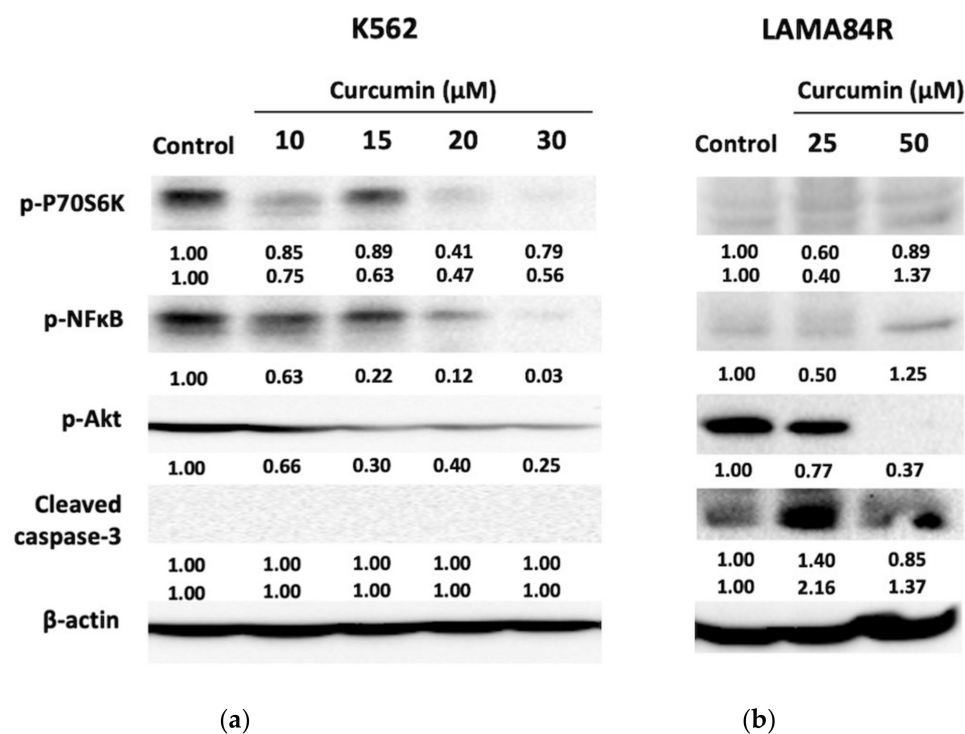 K562 LAMA84R
Curcumin (μM) Curcumin (μM)
Control 10 15 20 30 Control 25 50
p-P70S6K
1.00 0.85 0.89 0.41 0.79 1.00 0.60 0.89
1.00 0.75 0.63 0.47 0.56 1.00 0.40 1.37
p-NFκB
1.00 0.63 0.22 0.12 0.03 1.00 0.50 1.25
p-Akt
1.00 0.66 0.30 0.40 0.25 1.00 0.77 0.37
Cleaved
caspase-3
1.00 1.00 1.00 1.00 1.00 1.00 1.40 0.85
1.00 1.00 1.00 1.00 1.00 1.00 2.16 1.37
β-actin
(a) (b)